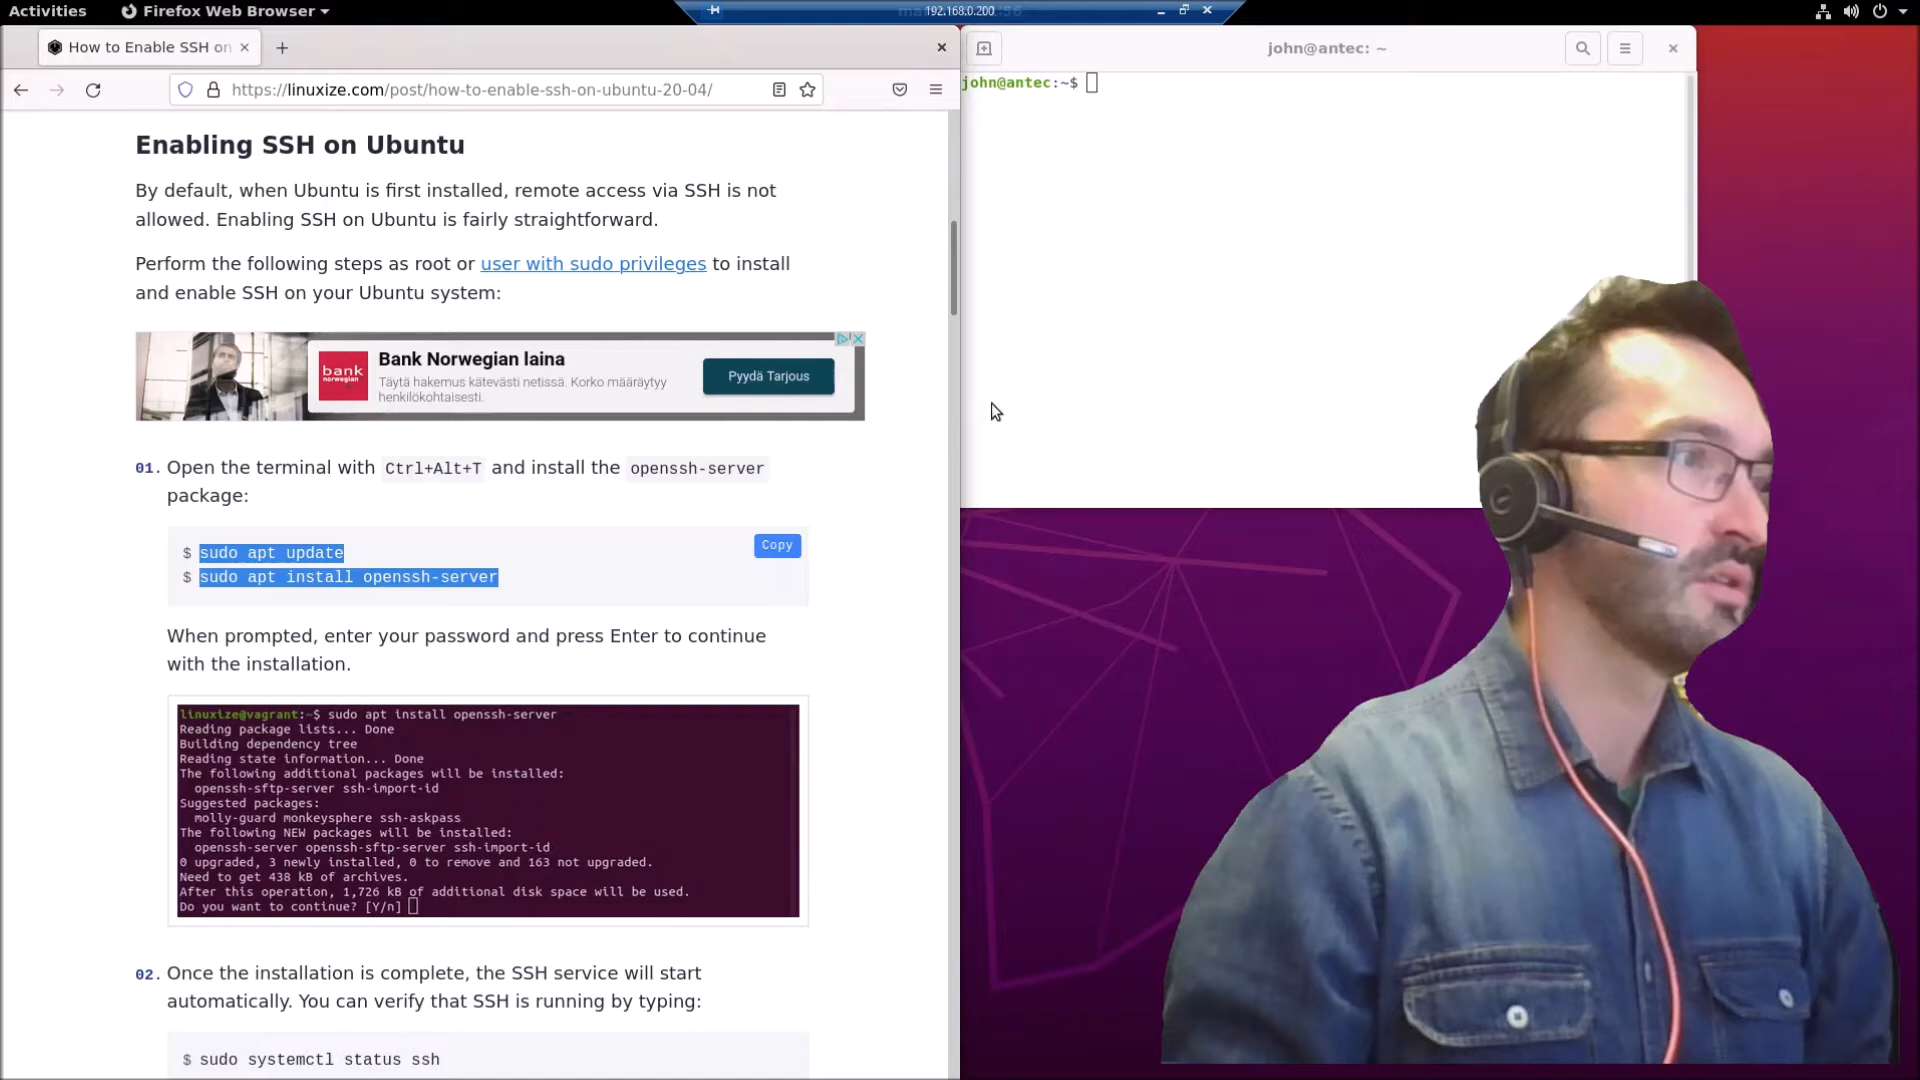 Activities
Firefox Web Browser
192.168.0.200
How to Enable SSH on
https://linuxize.com/post/how-to-enable-ssh-on-ubuntu-20-04/
Enabling SSH on Ubuntu
By default, when Ubuntu is first installed, remote access via SSH is not
allowed. Enabling SSH on Ubuntu is fairly straightforward.
Perform the following steps as root or user with sudo privileges to install
and enable SSH on your Ubuntu system:
bank
norwegian
Bank Norwegian laina
Täytä hakemus kätevästi netissä. Korko määräytyy
henkilökohtaisesti.
Pyydä Tarjous
01. Open the terminal with Ctrl+Alt+T and install the openssh-server
package:
Copy
$ sudo apt update
$ sudo apt install openssh-server
When prompted, enter your password and press Enter to continue
with the installation.
linuxize@vagrant:~$ sudo apt install openssh-server
Reading package lists... Done
Building dependency tree
Reading state information... Done
The following additional packages will be installed:
openssh-sftp-server ssh-import-id
Suggested packages:
molly-guard monkeysphere ssh-askpass
The following NEW packages will be installed:
openssh-server openssh-sftp-server ssh-import-id
0 upgraded, 3 newly installed, 0 to remove and 163 not upgraded.
Need to get 438 kB of archives.
After this operation, 1,726 kB of additional disk space will be used.
Do you want to continue? [Y/n]
02. Once the installation is complete, the SSH service will start
automatically. You can verify that SSH is running by typing:
$ sudo systemctl status ssh
john@antec: ~
john@antec:~$